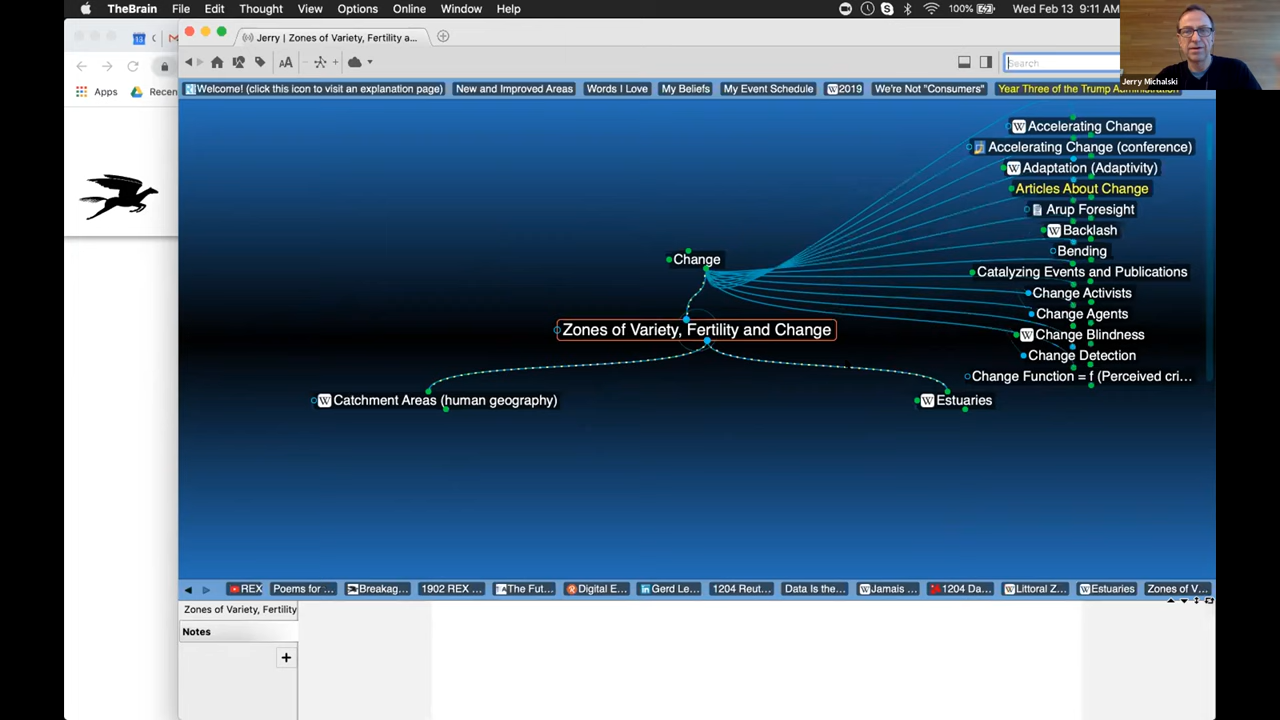 TheBrain File Edit Thought View Options Online Window Help 100% Wed Feb 13 9:11 AM
Jerry | Zones of Variety, Fertility a...
AA
Search
Jerry Michalski
Apps Recen
Welcome! (click this icon to visit an explanation page) New and Improved Areas Words I Love My Beliefs My Event Schedule W 2019 We're Not "Consumers" Year Three of the Trump Administration
W Accelerating Change
Accelerating Change (conference)
W Adaptation (Adaptivity)
Articles About Change
Arup Foresight
W Backlash
Bending
Change
Catalyzing Events and Publications
Change Activists
Change Agents
Zones of Variety, Fertility and Change
W Change Blindness
Change Detection
Change Function = f (Perceived cri...
W Catchment Areas (human geography)
W Estuaries
REX Poems for ... Breakag... 1902 REX ... The Fut... Digital E... Gerd Le... 1204 Reut... Data Is the... W Jamais ... 1204 Da... W Littoral Z... W Estuaries Zones of V...
Zones of Variety, Fertility
Notes